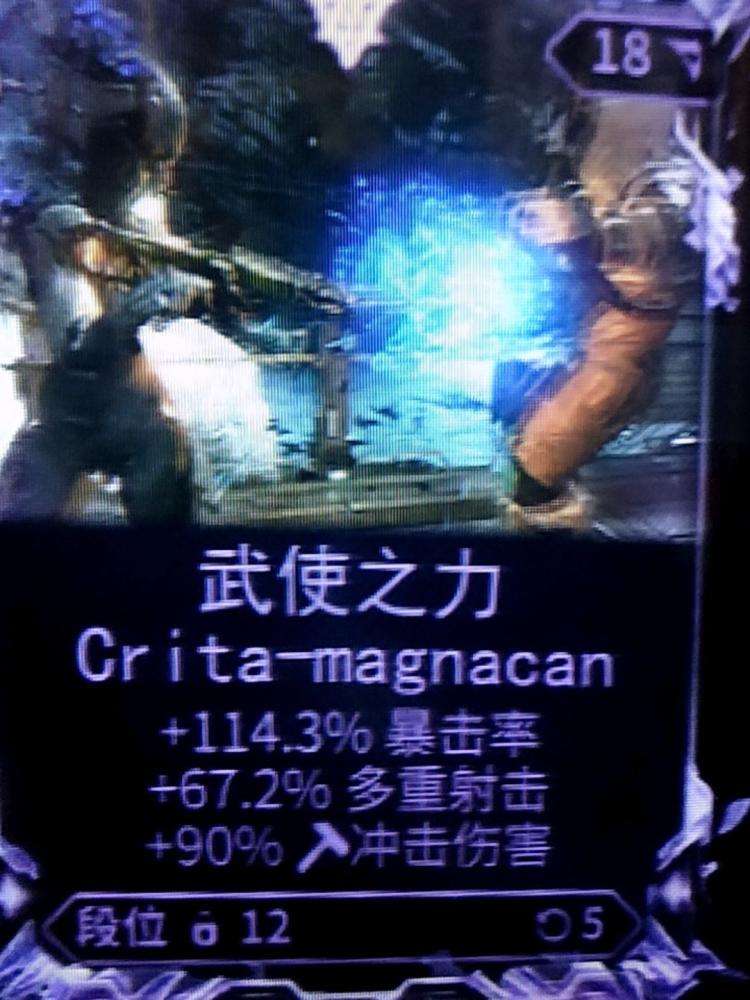 18
武使之力
Crita-magnacan
+114.3% 暴击率
+67.2% 多重射击
+90% 冲击伤害
段位 12 5